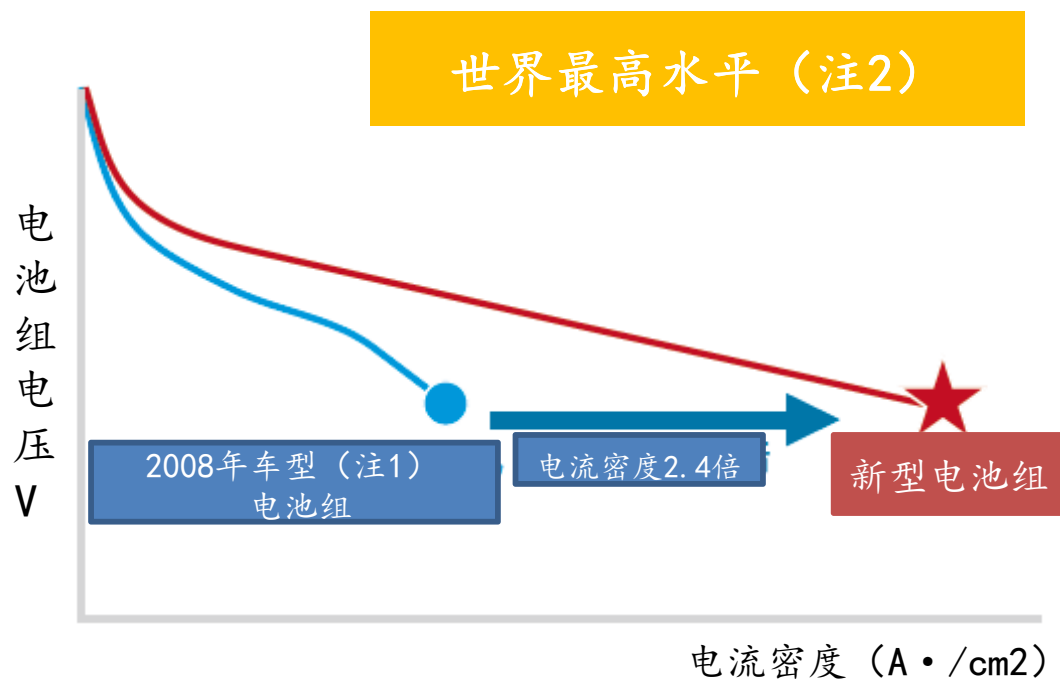 世界最高水平（注2）
电池组电压V
2008年车型（注1）
电池组
电流密度2.4倍
新型电池组
电流密度（A·/cm2）